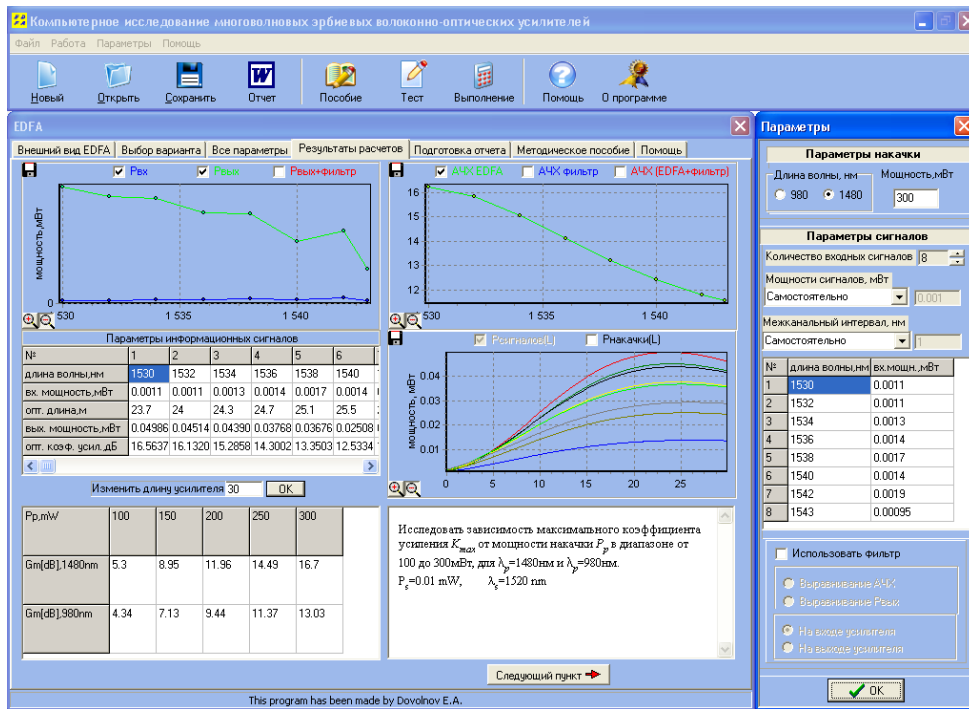 Компьютерное исследование многоволновых эрбиевых волоконно-оптических усилителей
Файл Работа Параметры Помощь
Новый Открыть Сохранить Отчет Пособие Тест Выполнение Помощь О программе
EDFA
Внешний вид EDFA Выбор варианта Все параметры Результаты расчетов Подготовка отчета Методическое пособие Помощь
Pвх Pвых Pвых+фильтр
мощность,мВт
0
530 1 535 1 540
АЧХ EDFA АЧХ фильтр АЧХ (EDFA+фильтр)
16
15
14
13
12
530 1 535 1 540
Параметры информационных сигналов
№ 1 2 3 4 5 6
длина волны,нм 1530 1532 1534 1536 1538 1540
вх. мощность,мВт 0.0011 0.0011 0.0013 0.0014 0.0017 0.0014
опт. длина,м 23.7 24 24.3 24.7 25.1 25.5
вых. мощность,мВт 0.04986 0.04514 0.04390 0.03768 0.03676 0.02508
опт. коэф. усил.,дБ 16.5637 16.1320 15.2858 14.3002 13.3503 12.5334
Pсигналов(L) Pнакачки(L)
мощность, мВт
0.04
0.03
0.02
0.01
0 5 10 15 20 25
Изменить длину усилителя 30 OK
Pp,mW 100 150 200 250 300
Gm[dB],1480nm 5.3 8.95 11.96 14.49 16.7
Gm[dB],980nm 4.34 7.13 9.44 11.37 13.03
Исследовать зависимость максимального коэффициента
усиления Kmax от мощности накачки Pp в диапазоне от
100 до 300мВт, для λp=1480нм и λp=980нм.
Ps=0.01 mW, λs=1520 nm
Следующий пункт
This program has been made by Dovolnov E.A.
Параметры
Параметры накачки
Длина волны, нм Мощность,мВт
980 1480 300
Параметры сигналов
Количество входных сигналов 8
Мощности сигналов, мВт
Самостоятельно 0.001
Межканальный интервал, нм
Самостоятельно 1
№ длина волны,нм вх.мощн.,мВт
1 1530 0.0011
2 1532 0.0011
3 1534 0.0013
4 1536 0.0014
5 1538 0.0017
6 1540 0.0014
7 1542 0.0019
8 1543 0.00095
Использовать фильтр
Выравнивание АЧХ
Выравнивание Pвых
На входе усилителя
На выходе усилителя
OK